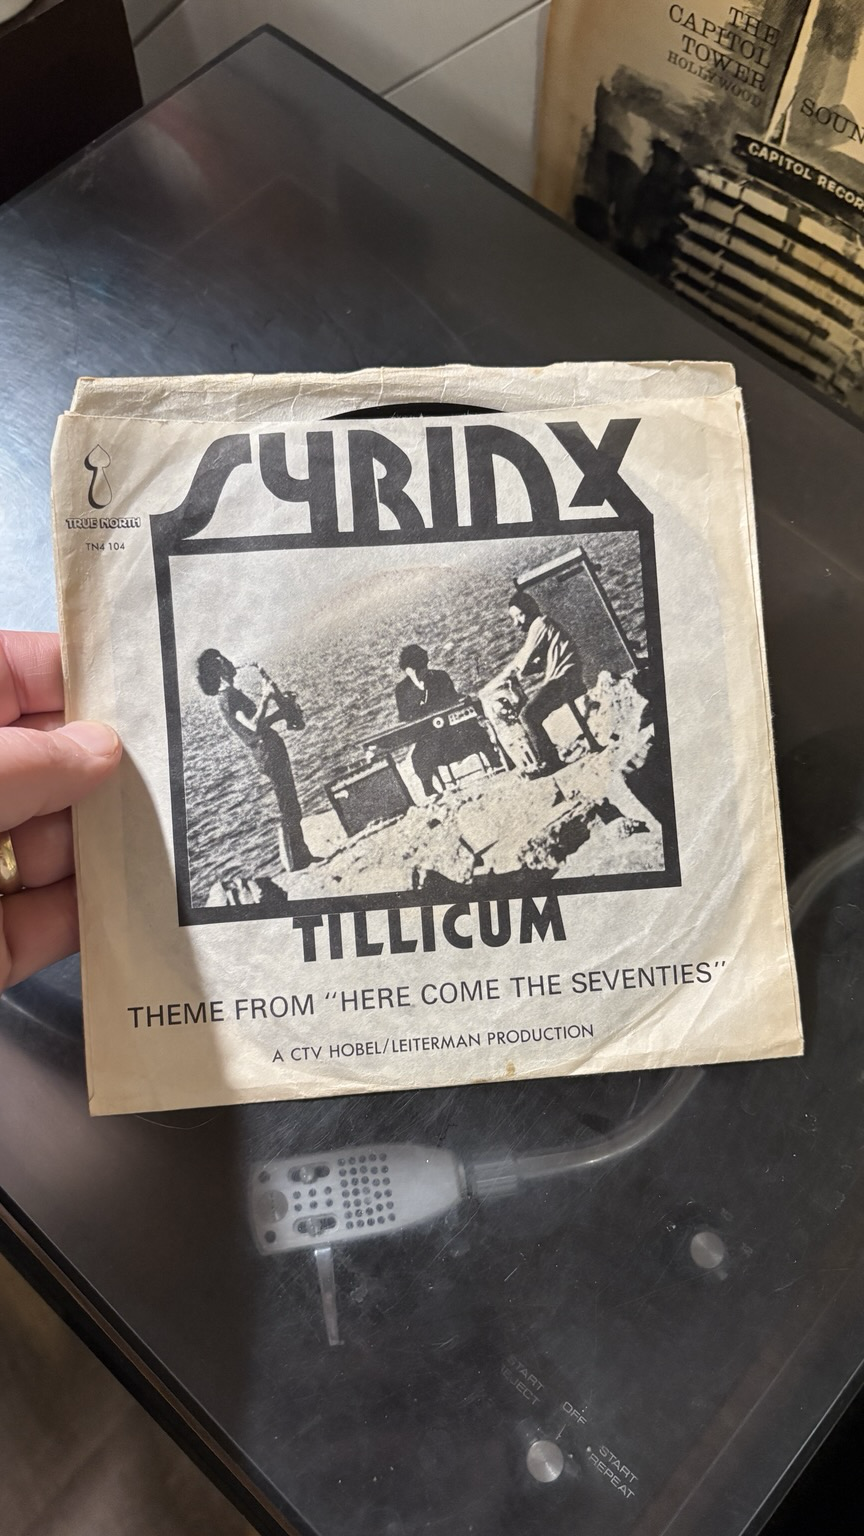 THE
CAPITOL
TOWER
HOLLYWOOD
SOUN
CAPITOL RECOR
SYRINX
TRUE NORTH
TN4 104
TILLICUM
THEME FROM "HERE COME THE SEVENTIES"
A CTV HOBEL/LEITERMAN PRODUCTION
START
REJECT
OFF
START
REPEAT